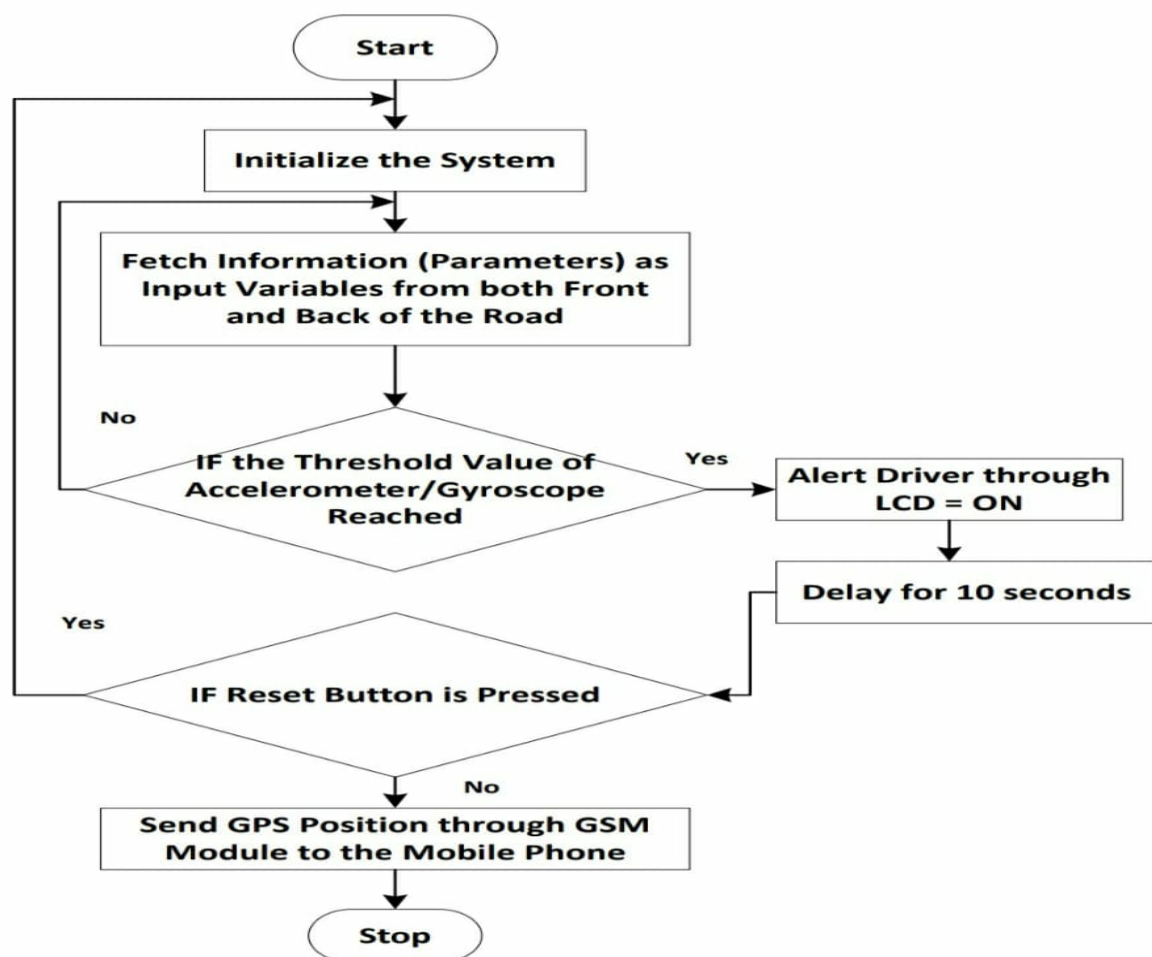 Start
Initialize the System
Fetch Information (Parameters) as
Input Variables from both Front
and Back of the Road
No
IF the Threshold Value of
Accelerometer/Gyroscope
Reached
Yes
Alert Driver through
LCD = ON
Delay for 10 seconds
Yes
IF Reset Button is Pressed
No
Send GPS Position through GSM
Module to the Mobile Phone
Stop